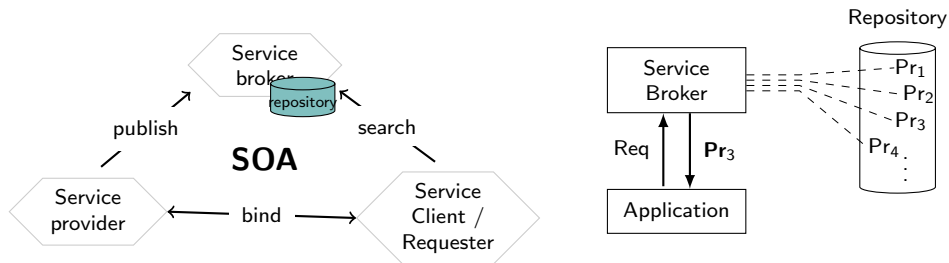 Service
broker
repository
publish
search
SOA
Service
provider
bind
Service
Client /
Requester
Repository
Service
Broker
Pr1
Pr2
Pr3
Pr4
⋮
Req
Pr3
Application